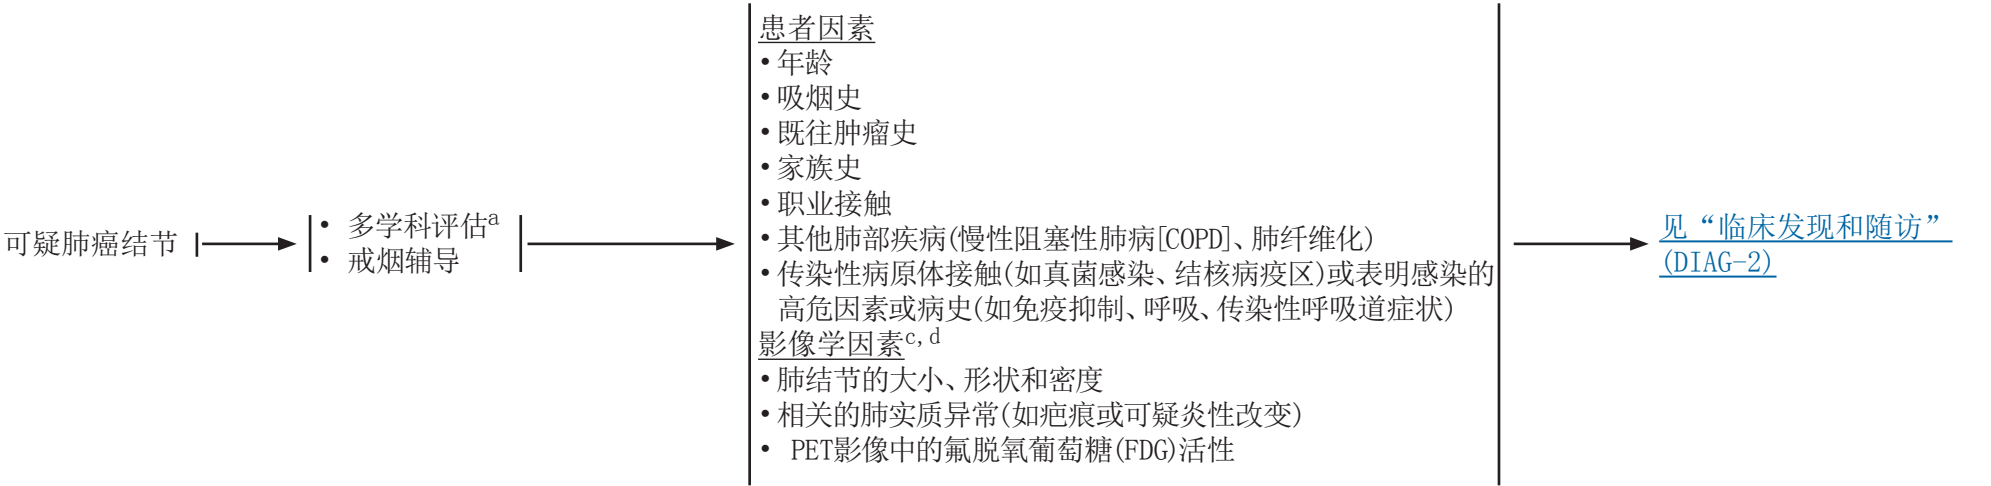 可疑肺癌结节
• 多学科评估a
• 戒烟辅导
患者因素
•年龄
•吸烟史
•既往肿瘤史
•家族史
•职业接触
•其他肺部疾病(慢性阻塞性肺病[COPD]、肺纤维化)
•传染性病原体接触(如真菌感染、结核病疫区)或表明感染的
高危因素或病史(如免疫抑制、呼吸、传染性呼吸道症状)
影像学因素c,d
•肺结节的大小、形状和密度
•相关的肺实质异常(如疤痕或可疑炎性改变)
• PET影像中的氟脱氧葡萄糖(FDG)活性
见“临床发现和随访”
(DIAG-2)